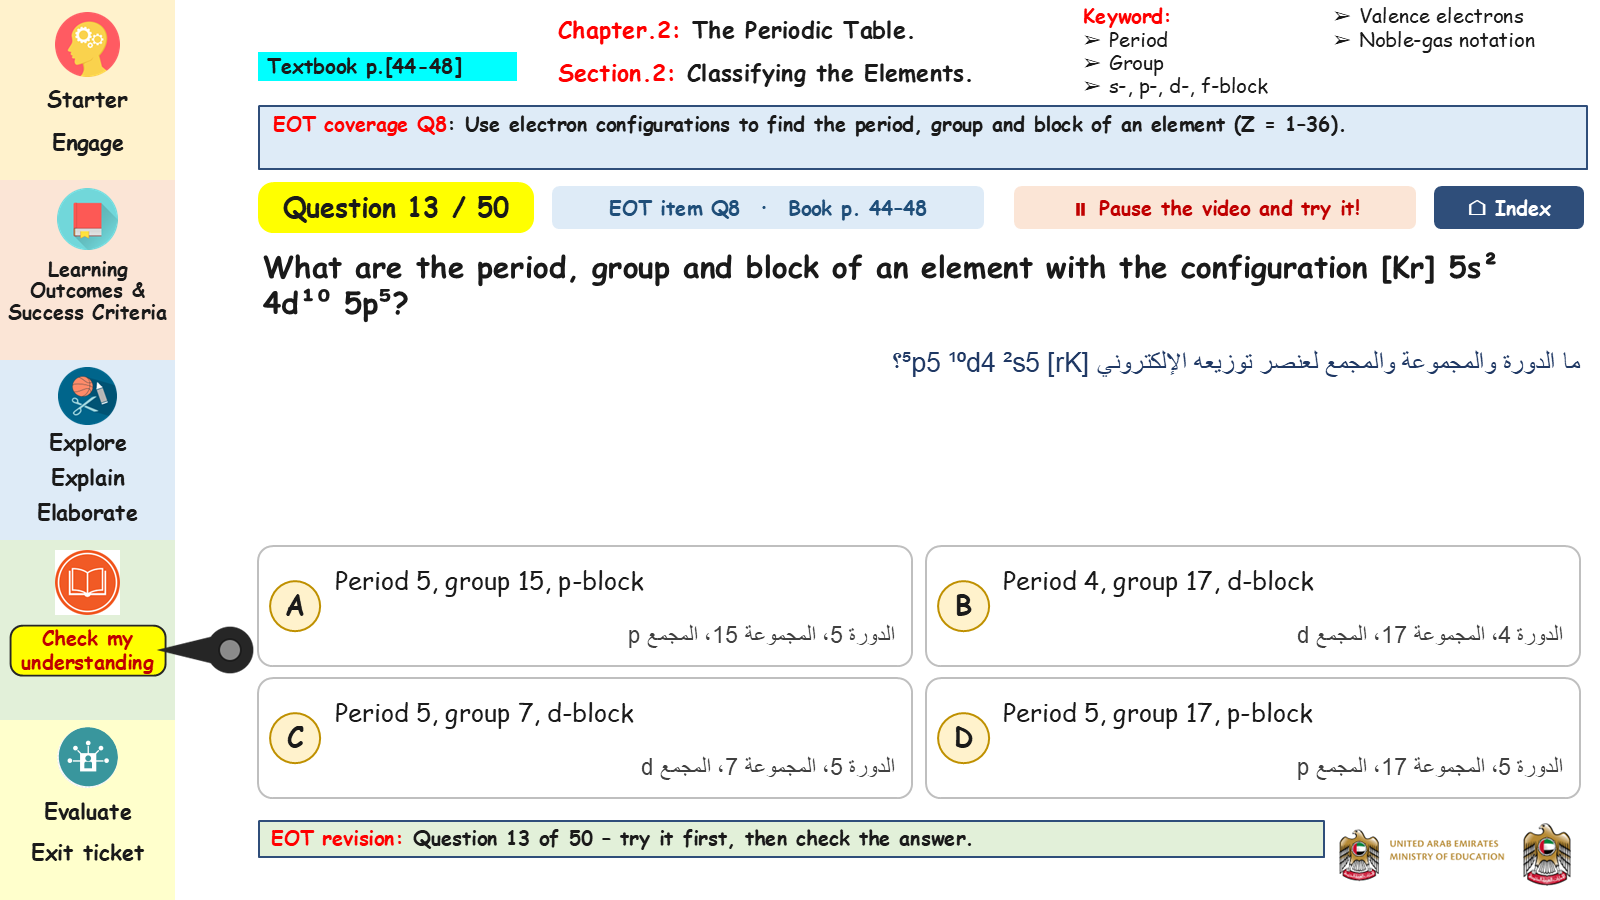 Starter
Engage
Learning
Outcomes &
Success Criteria
Explore
Explain
Elaborate
Check my
understanding
Evaluate
Exit ticket
Textbook p.[44-48]
Chapter.2: The Periodic Table.
Section.2: Classifying the Elements.
Keyword:
➢ Period
➢ Group
➢ s-, p-, d-, f-block
➢ Valence electrons
➢ Noble-gas notation
EOT coverage Q8: Use electron configurations to find the period, group and block of an element (Z = 1–36).
Question 13 / 50
EOT item Q8 · Book p. 44–48
⏸ Pause the video and try it!
☖ Index
What are the period, group and block of an element with the configuration [Kr] 5s²
4d¹⁰ 5p⁵?
ما الدورة والمجموعة والمجمع لعنصر توزيعه الإلكتروني [rK] 5s² 4d¹⁰ 5p⁵؟
A
Period 5, group 15, p-block
الدورة 5، المجموعة 15، المجمع p
B
Period 4, group 17, d-block
الدورة 4، المجموعة 17، المجمع d
C
Period 5, group 7, d-block
الدورة 5، المجموعة 7، المجمع d
D
Period 5, group 17, p-block
الدورة 5، المجموعة 17، المجمع p
EOT revision: Question 13 of 50 – try it first, then check the answer.
UNITED ARAB EMIRATES
MINISTRY OF EDUCATION